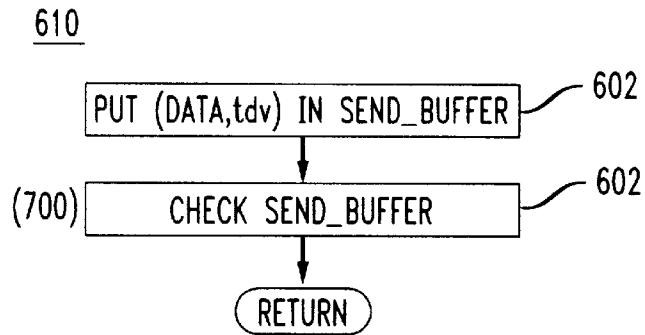 610
PUT (DATA,tdv) IN SEND_BUFFER 602
(700) CHECK SEND_BUFFER 602
RETURN